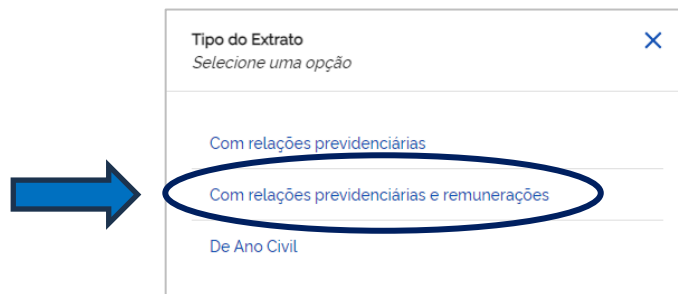 Tipo do Extrato
Selecione uma opção
Com relações previdenciárias
Com relações previdenciárias e remunerações
De Ano Civil